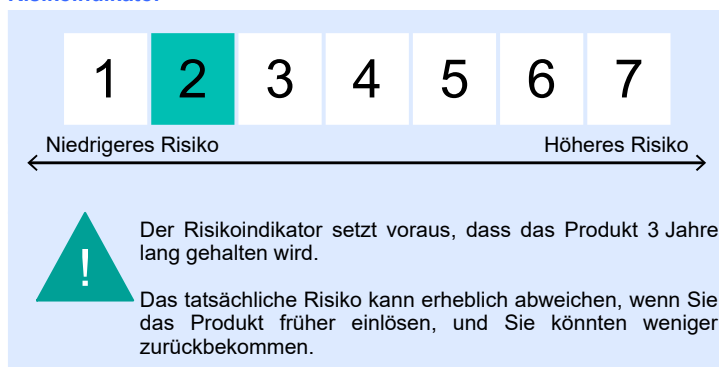 1 2 3 4 5 6 7
Niedrigeres Risiko Höheres Risiko
!
Der Risikoindikator setzt voraus, dass das Produkt 3 Jahre
lang gehalten wird.
Das tatsächliche Risiko kann erheblich abweichen, wenn Sie
das Produkt früher einlösen, und Sie könnten weniger
zurückbekommen.